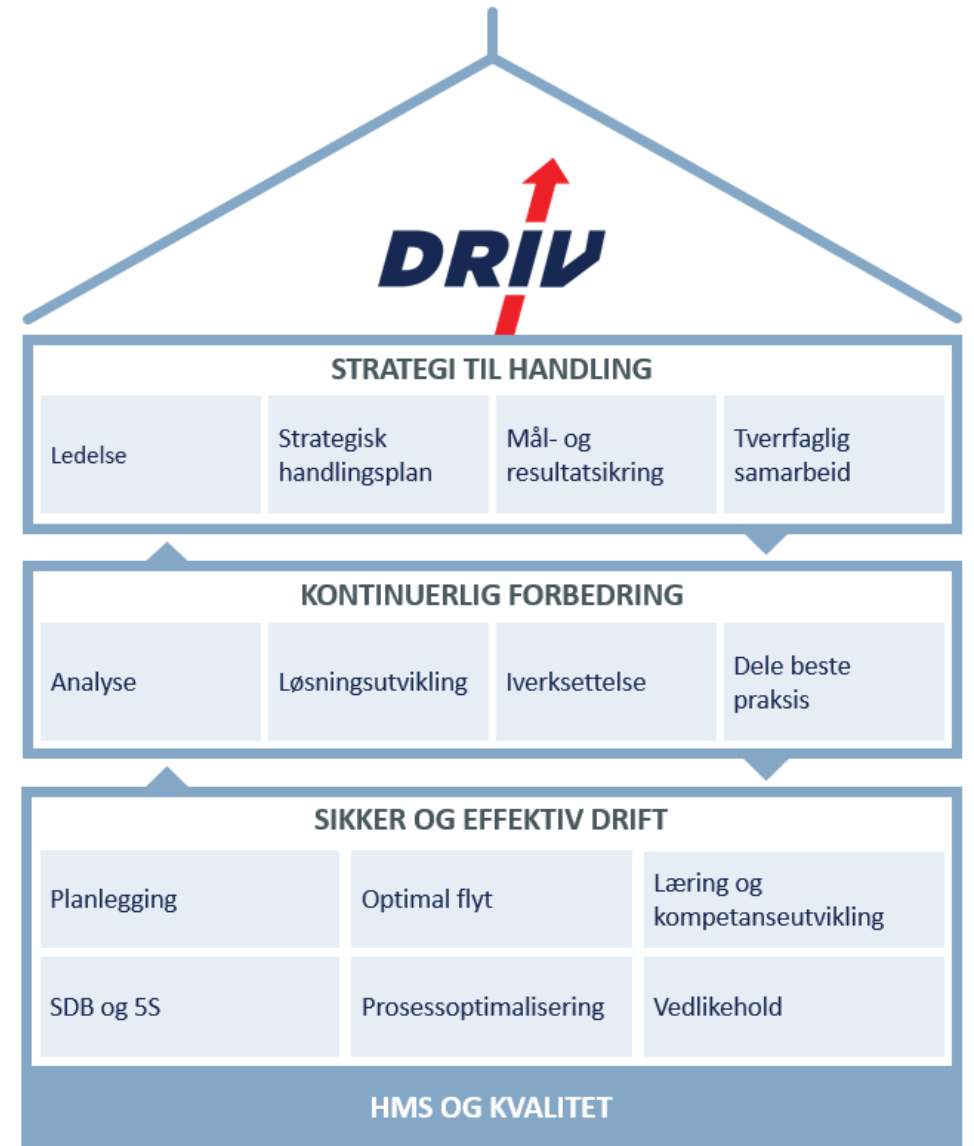 DRIV
STRATEGI TIL HANDLING
Ledelse
Strategisk
handlingsplan
Mål- og
resultatsikring
Tverrfaglig
samarbeid
KONTINUERLIG FORBEDRING
Analyse
Løsningsutvikling
Iverksettelse
Dele beste
praksis
SIKKER OG EFFEKTIV DRIFT
Planlegging
Optimal flyt
Læring og
kompetanseutvikling
SDB og 5S
Prosessoptimalisering
Vedlikehold
HMS OG KVALITET